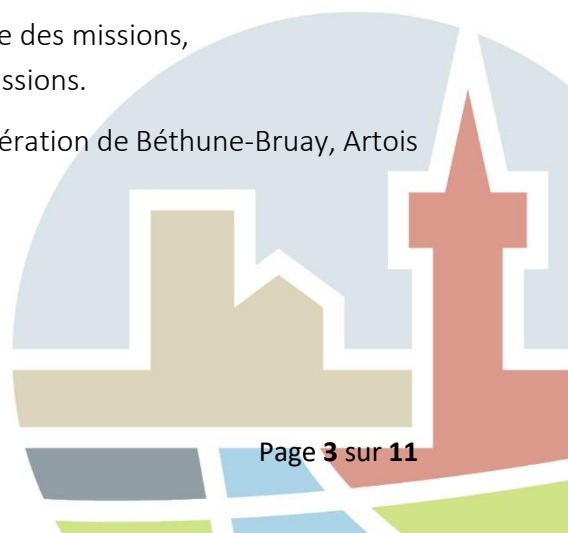 e des missions,
ssions.
ération de Béthune-Bruay, Artois
Page 3 sur 11